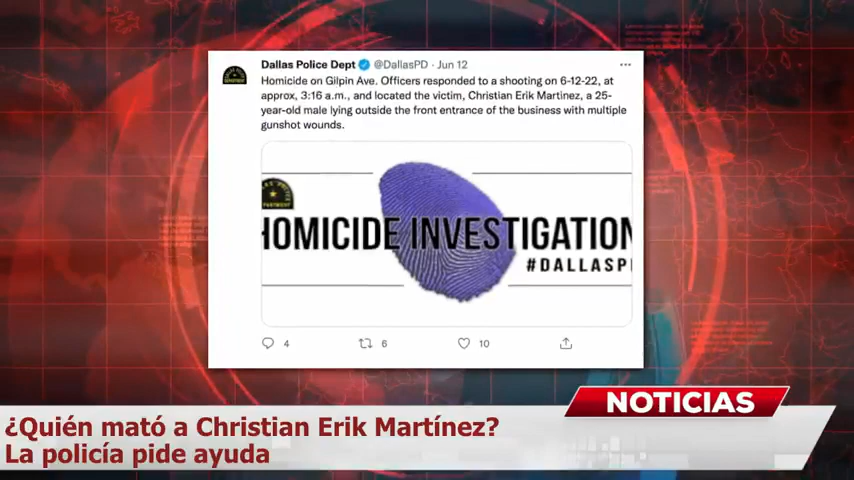 Dallas Police Dept @DallasPD · Jun 12
Homicide on Gilpin Ave. Officers responded to a shooting on 6-12-22, at
approx, 3:16 a.m., and located the victim, Christian Erik Martinez, a 25-
year-old male lying outside the front entrance of the business with multiple
gunshot wounds.
HOMICIDE INVESTIGATION
#DALLASP
4 6 10
NOTICIAS
¿Quién mató a Christian Erik Martínez?
La policía pide ayuda